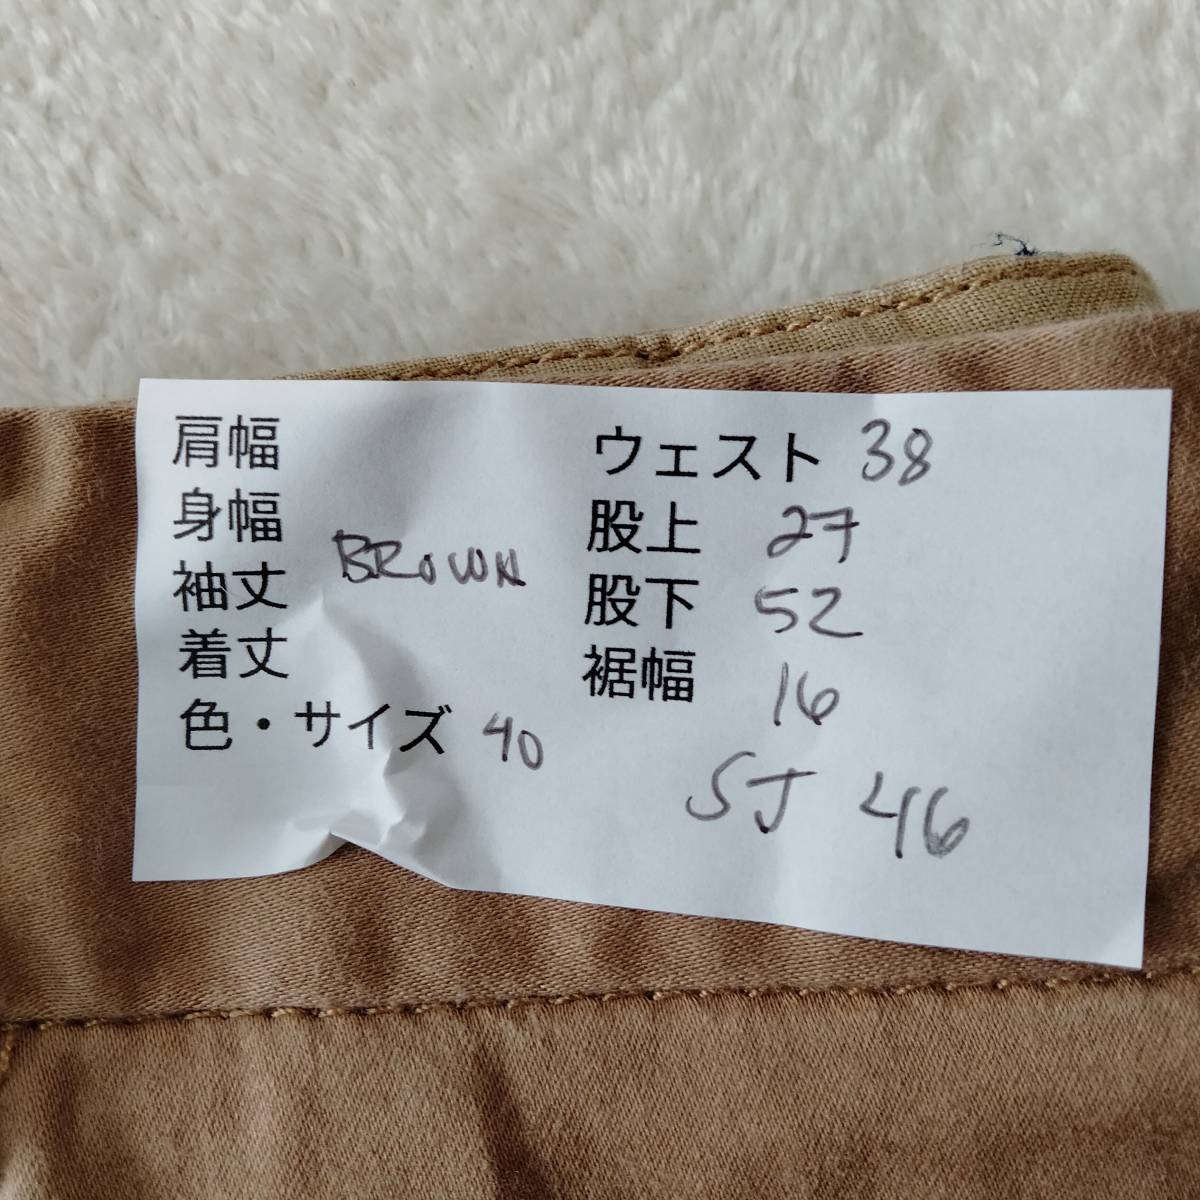 肩幅
身幅
袖丈 BROWN
着丈
色・サイズ 40
ウェスト 38
股上 27
股下 52
裾幅 16
SJ 46